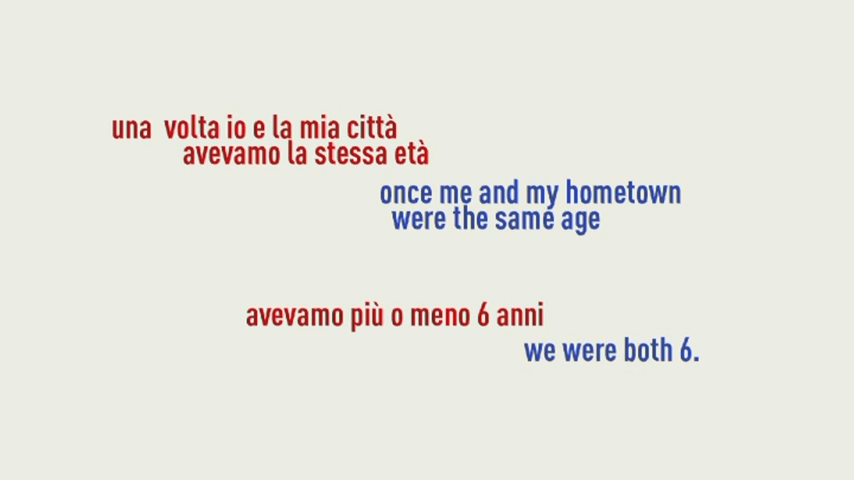 una volta io e la mia città
avevamo la stessa età
once me and my hometown
were the same age
avevamo più o meno 6 anni
we were both 6.